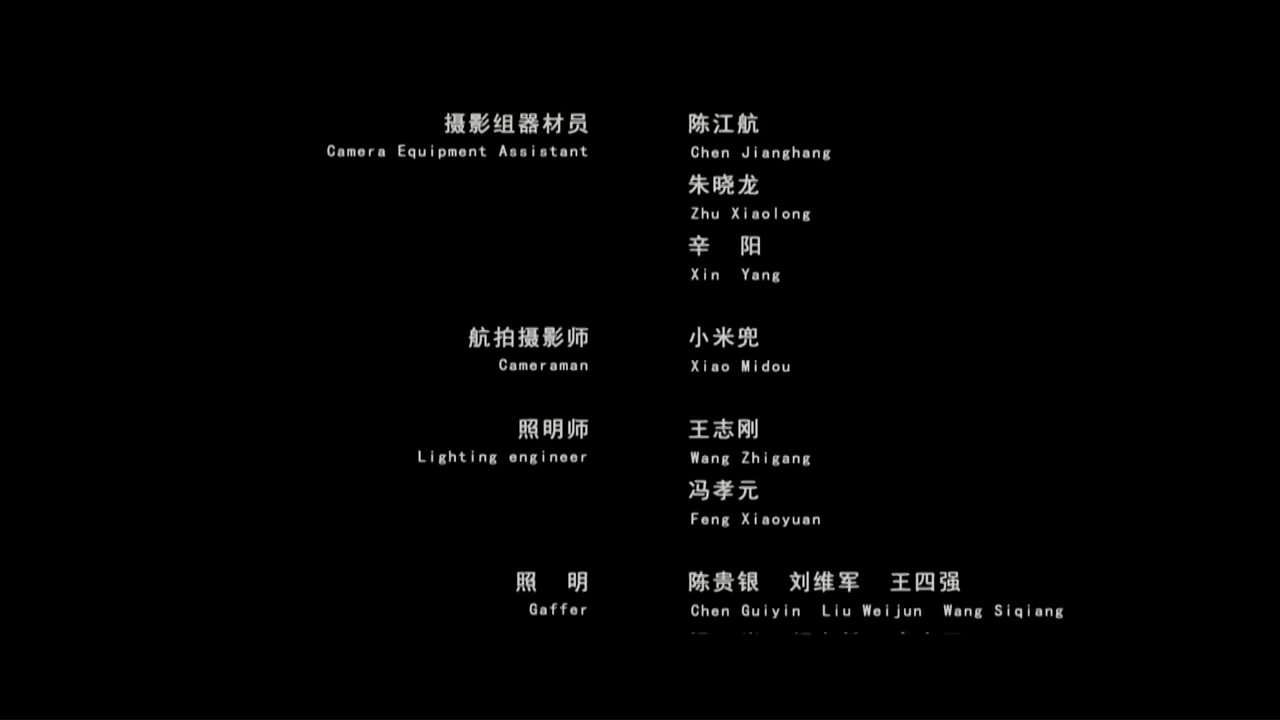 摄影组器材员 陈江航
Camera Equipment Assistant Chen Jianghang
朱晓龙
Zhu Xiaolong
辛 阳
Xin Yang
航拍摄影师 小米兜
Cameraman Xiao Midou
照明师 王志刚
Lighting engineer Wang Zhigang
冯孝元
Feng Xiaoyuan
照 明 陈贵银 刘维军 王四强
Gaffer Chen Guiyin Liu Weijun Wang Siqiang